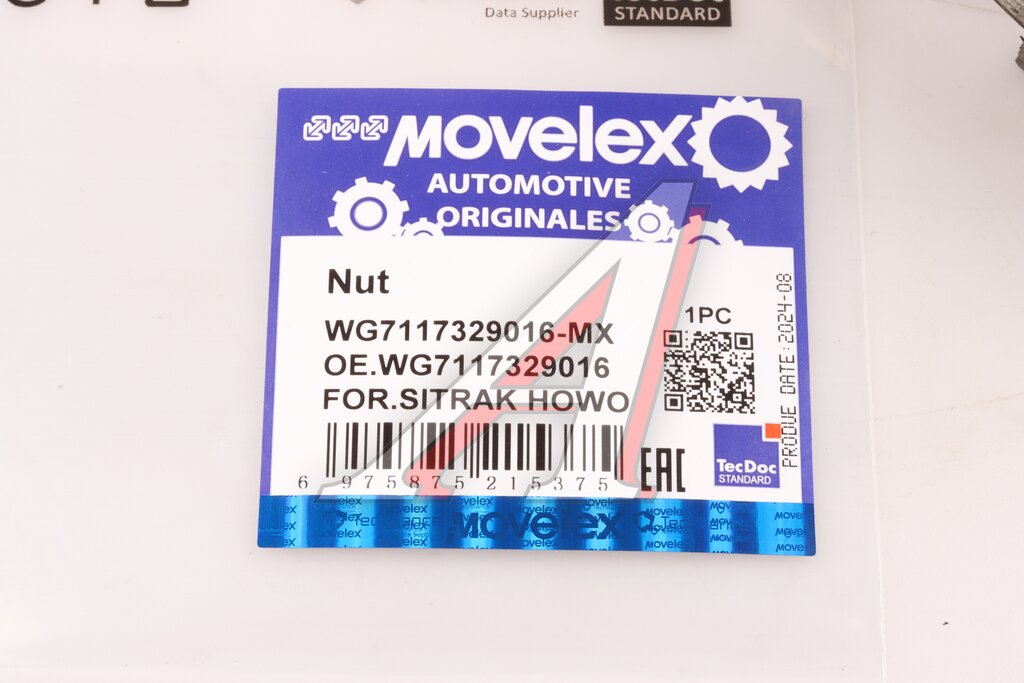 Data Supplier
STANDARD
MOVELEX
AUTOMOTIVE
ORIGINALES
Nut
WG7117329016-MX
OE.WG7117329016
FOR.SITRAK HOWO
1PC
PRODUE DATE:2024-08
6 975875 215375
EAC
TecDoc
STANDARD
movelex